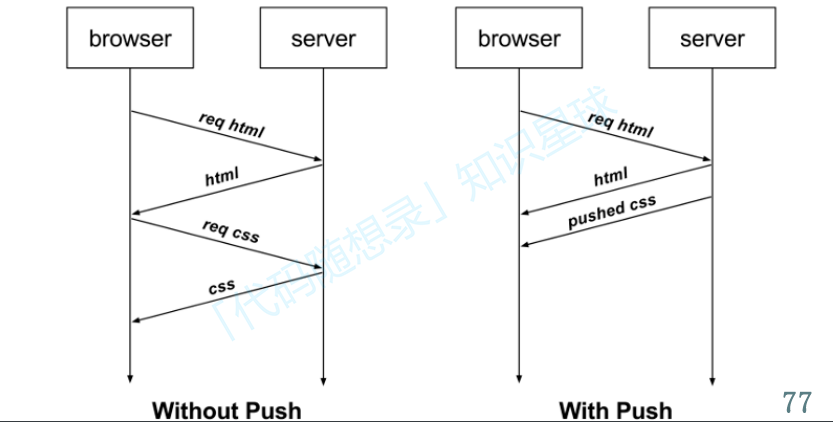 browser
server
req html
html
req css
css
Without Push
browser
server
req html
html
pushed css
With Push
「代码随想录」知识星球
77